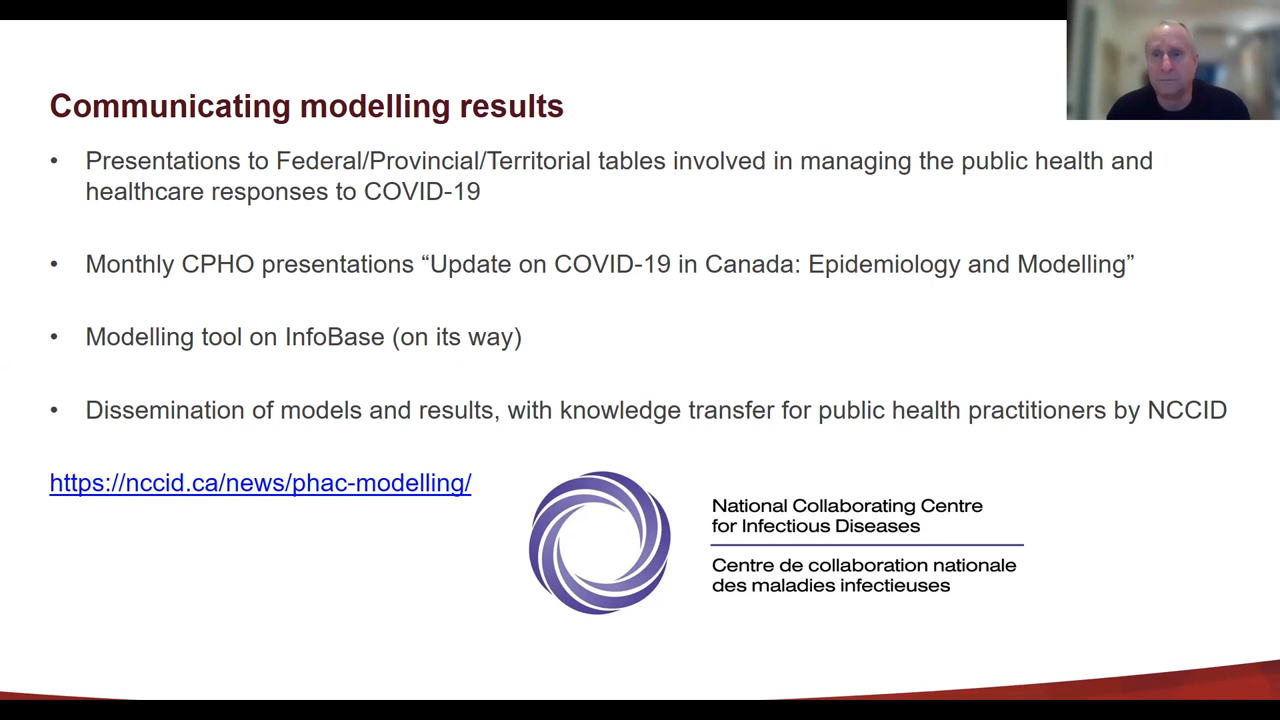 Communicating modelling results
• Presentations to Federal/Provincial/Territorial tables involved in managing the public health and
healthcare responses to COVID-19
• Monthly CPHO presentations “Update on COVID-19 in Canada: Epidemiology and Modelling”
• Modelling tool on InfoBase (on its way)
• Dissemination of models and results, with knowledge transfer for public health practitioners by NCCID
https://nccid.ca/news/phac-modelling/
National Collaborating Centre
for Infectious Diseases
Centre de collaboration nationale
des maladies infectieuses